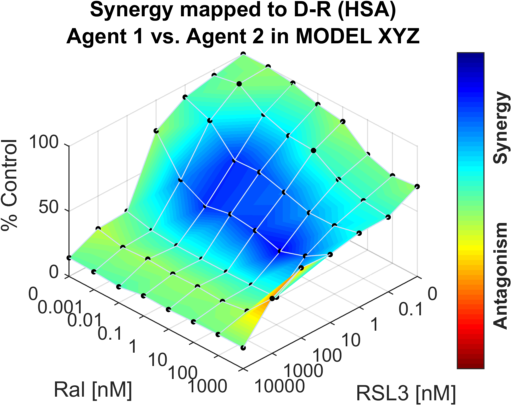 Synergy mapped to D-R (HSA)
Agent 1 vs. Agent 2 in MODEL XYZ
% Control
100
50
0
0
0.001
0.01
0.1
1
10
100
1000
Ral [nM]
0
1
10
100
1000
10000
RSL3 [nM]
Synergy
Antagonism